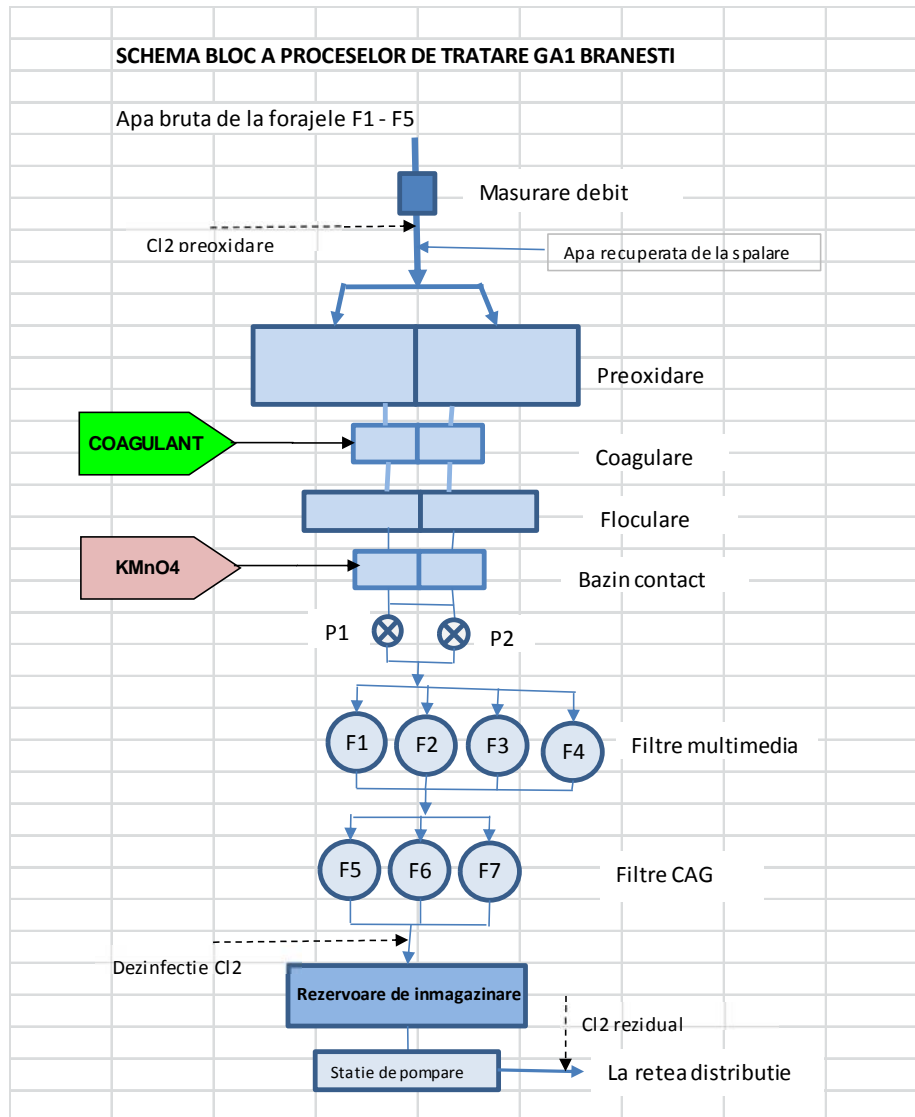 SCHEMA BLOC A PROCESELOR DE TRATARE GA1 BRANESTI
Apa bruta de la forajele F1 - F5
Masurare debit
Cl2 preoxidare
Apa recuperata de la spalare
Preoxidare
COAGULANT
Coagulare
Floculare
KMnO4
Bazin contact
P1
P2
F1
F2
F3
F4
Filtre multimedia
F5
F6
F7
Filtre CAG
Dezinfectie Cl2
Rezervoare de inmagazinare
Cl2 rezidual
Statie de pompare
La retea distributie